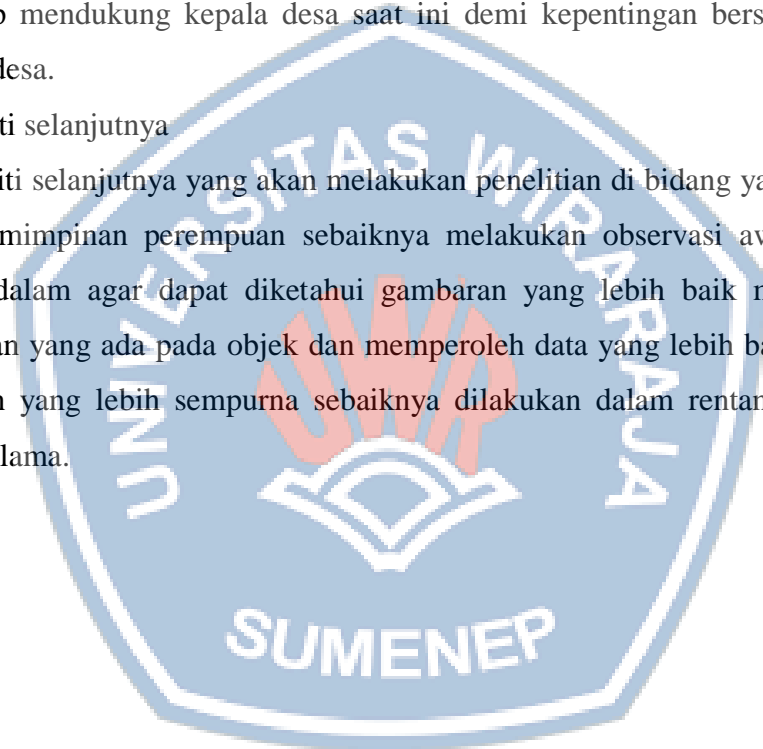 mendukung kepala desa saat ini demi kepentingan bers
desa.
ti selanjutnya
iti selanjutnya yang akan melakukan penelitian di bidang ya
mimpinan perempuan sebaiknya melakukan observasi aw
dalam agar dapat diketahui gambaran yang lebih baik m
an yang ada pada objek dan memperoleh data yang lebih ba
yang lebih sempurna sebaiknya dilakukan dalam rentan
lama.
UNIVERSITAS WIRARAJA
UWR
SUMENEP